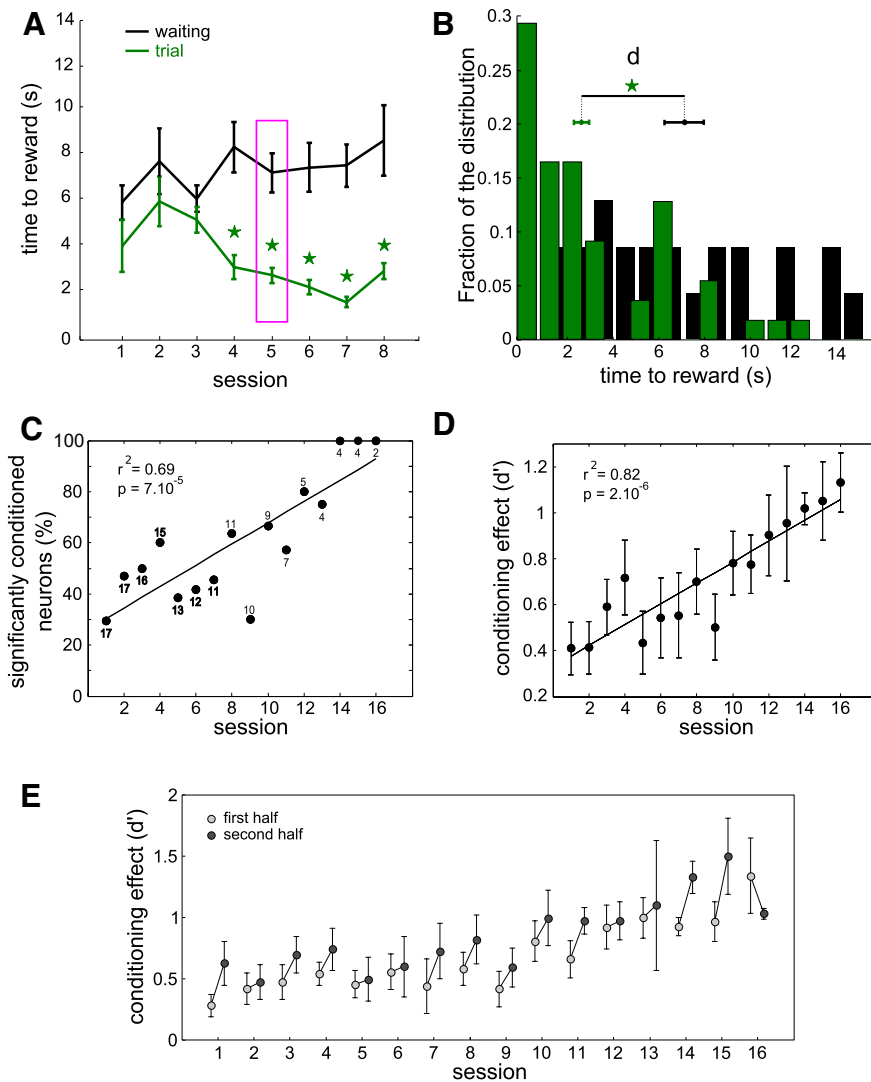 A
14
12
10
8
6
4
2
0
time to reward (s)
waiting
trial
1 2 3 4 5 6 7 8
session
B
0.3
0.25
0.2
0.15
0.1
0.05
0
Fraction of the distribution
d
0 2 4 6 8 10 12 14
time to reward (s)
C
100
80
60
40
20
0
significantly conditioned
neurons (%)
r2= 0.69
p = 7.10-5
17
17
16
15
13
12
11
11
10
9
7
5
4
4
4
2
2 4 6 8 10 12 14 16
session
D
1.2
1
0.8
0.6
0.4
0.2
conditioning effect (d')
r2= 0.82
p = 2.10-6
2 4 6 8 10 12 14 16
session
E
2
1.5
1
0.5
0
conditioning effect (d')
first half
second half
1 2 3 4 5 6 7 8 9 10 11 12 13 14 15 16
session